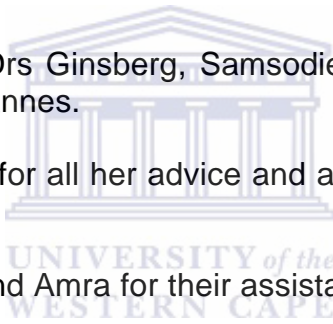 Drs Ginsberg, Samsodie
nnes.
for all her advice and a
UNIVERSITY of the
nd Amra for their assista
WESTERN CAPE